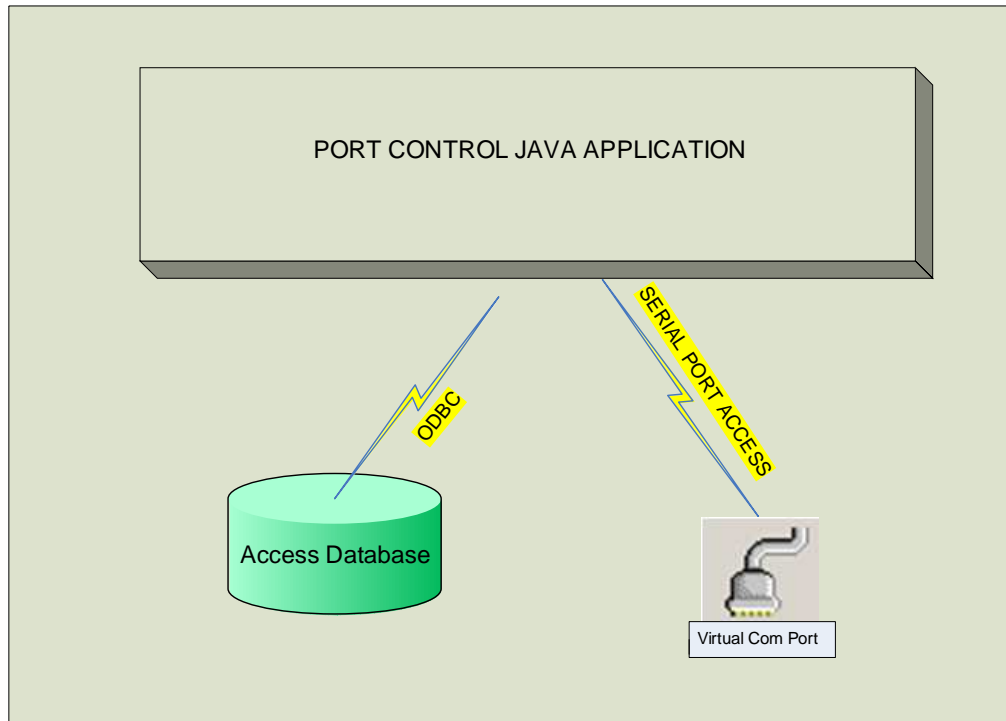 PORT CONTROL JAVA APPLICATION
ODBC
SERIAL PORT ACCESS
Access Database
Virtual Com Port